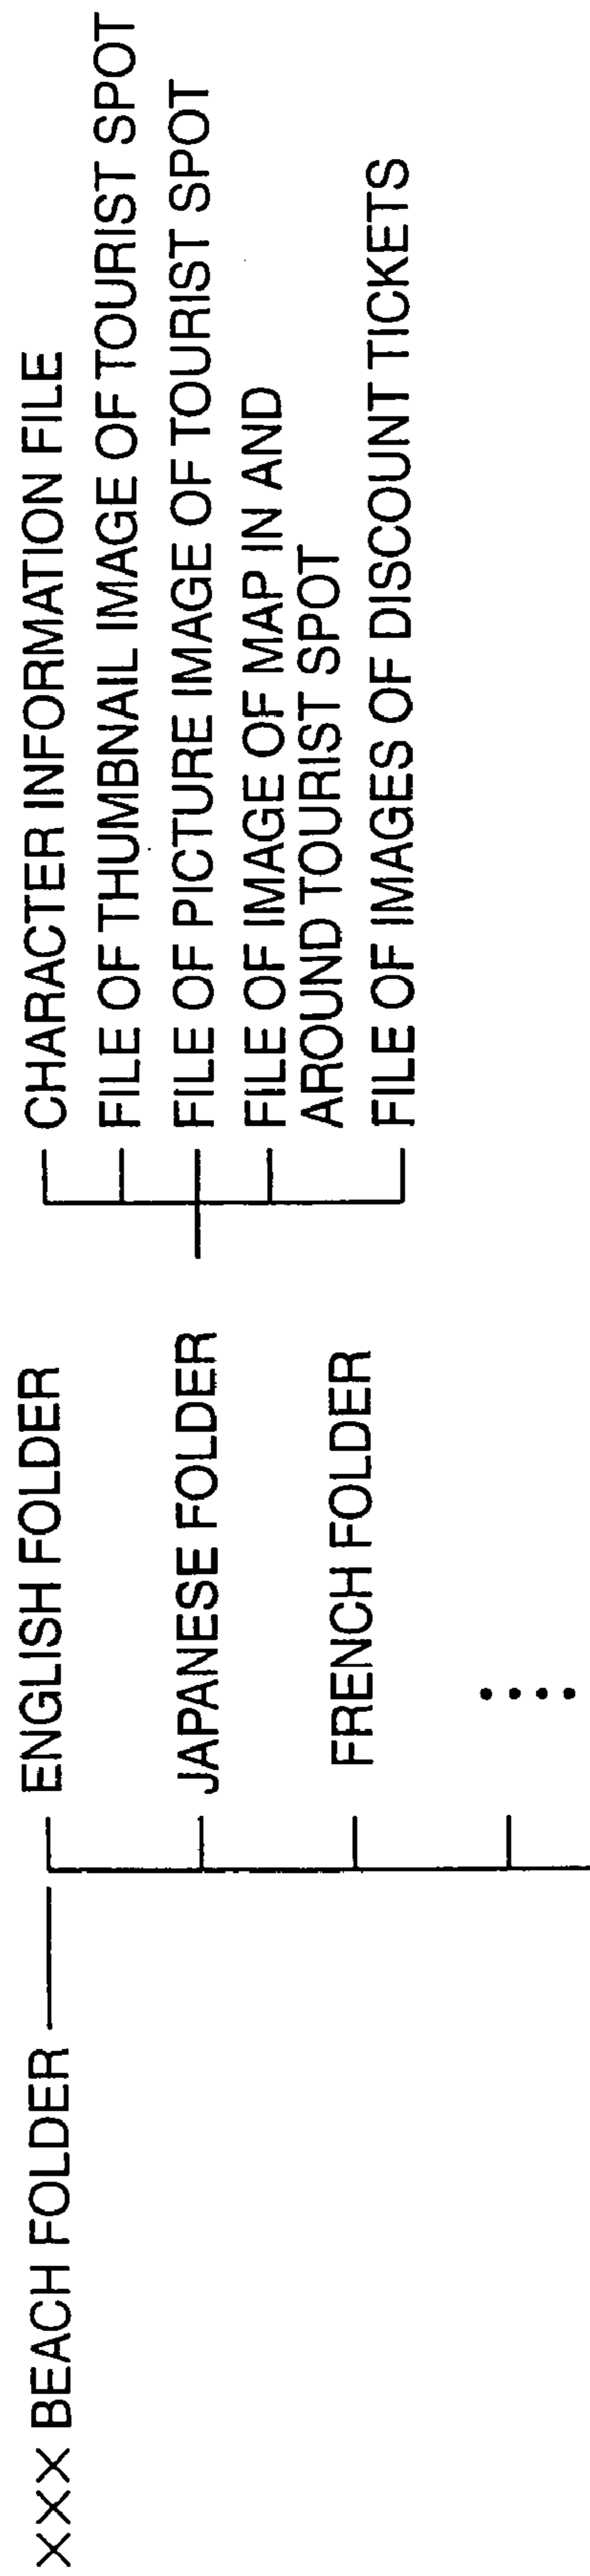 XXX BEACH FOLDER
ENGLISH FOLDER
JAPANESE FOLDER
FRENCH FOLDER
....
CHARACTER INFORMATION FILE
FILE OF THUMBNAIL IMAGE OF TOURIST SPOT
FILE OF PICTURE IMAGE OF TOURIST SPOT
FILE OF IMAGE OF MAP IN AND
AROUND TOURIST SPOT
FILE OF IMAGES OF DISCOUNT TICKETS